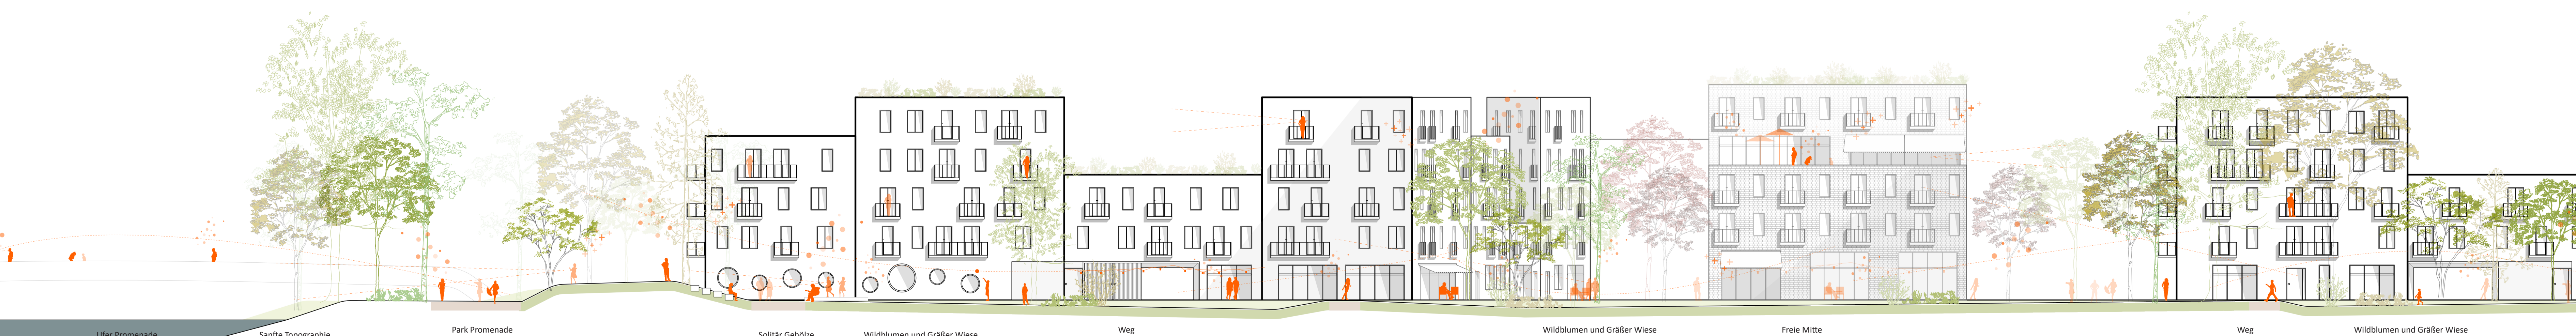 Ufer Promenade
Sanfte Topographie
Park Promenade
Solitär Gehölze
Wildblumen und Gräßer Wiese
Weg
Wildblumen und Gräßer Wiese
Freie Mitte
Weg
Wildblumen und Gräßer Wiese